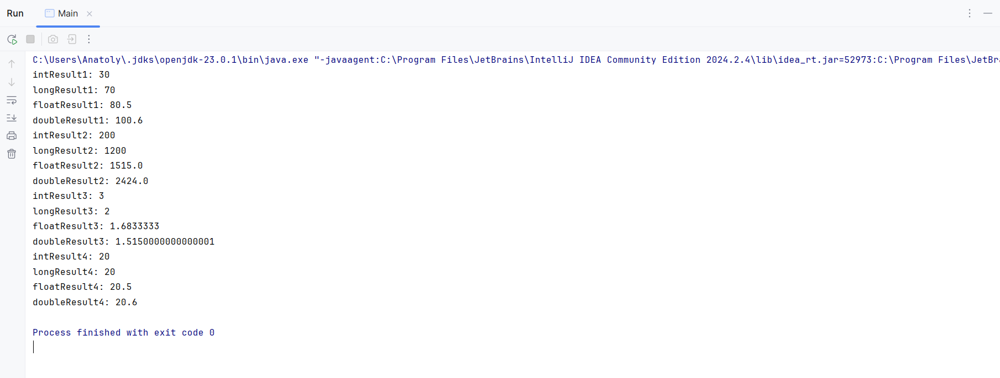 Run Main
C:\Users\Anatoly\.jdks\openjdk-23.0.1\bin\java.exe "-javaagent:C:\Program Files\JetBrains\IntelliJ IDEA Community Edition 2024.2.4\lib\idea_rt.jar=52973:C:\Program Files\JetBr
intResult1: 30
longResult1: 70
floatResult1: 80.5
doubleResult1: 100.6
intResult2: 200
longResult2: 1200
floatResult2: 1515.0
doubleResult2: 2424.0
intResult3: 3
longResult3: 2
floatResult3: 1.6833333
doubleResult3: 1.5150000000000001
intResult4: 20
longResult4: 20
floatResult4: 20.5
doubleResult4: 20.6
Process finished with exit code 0